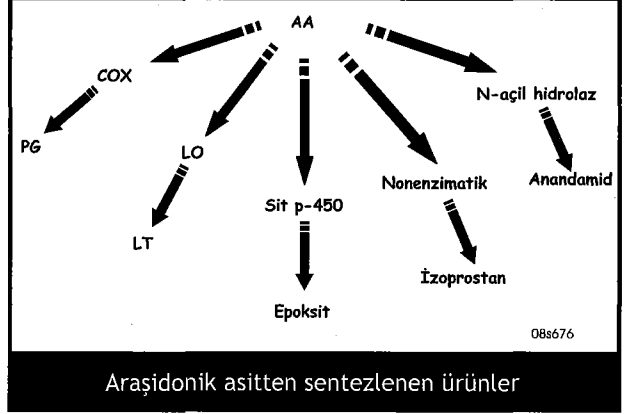 AA
COX
N-açil hidrolaz
PG
LO
Nonenzimatik
Anandamid
Sit p-450
LT
İzoprostan
Epoksit
08s676
Araşidonik asitten sentezlenen ürünler